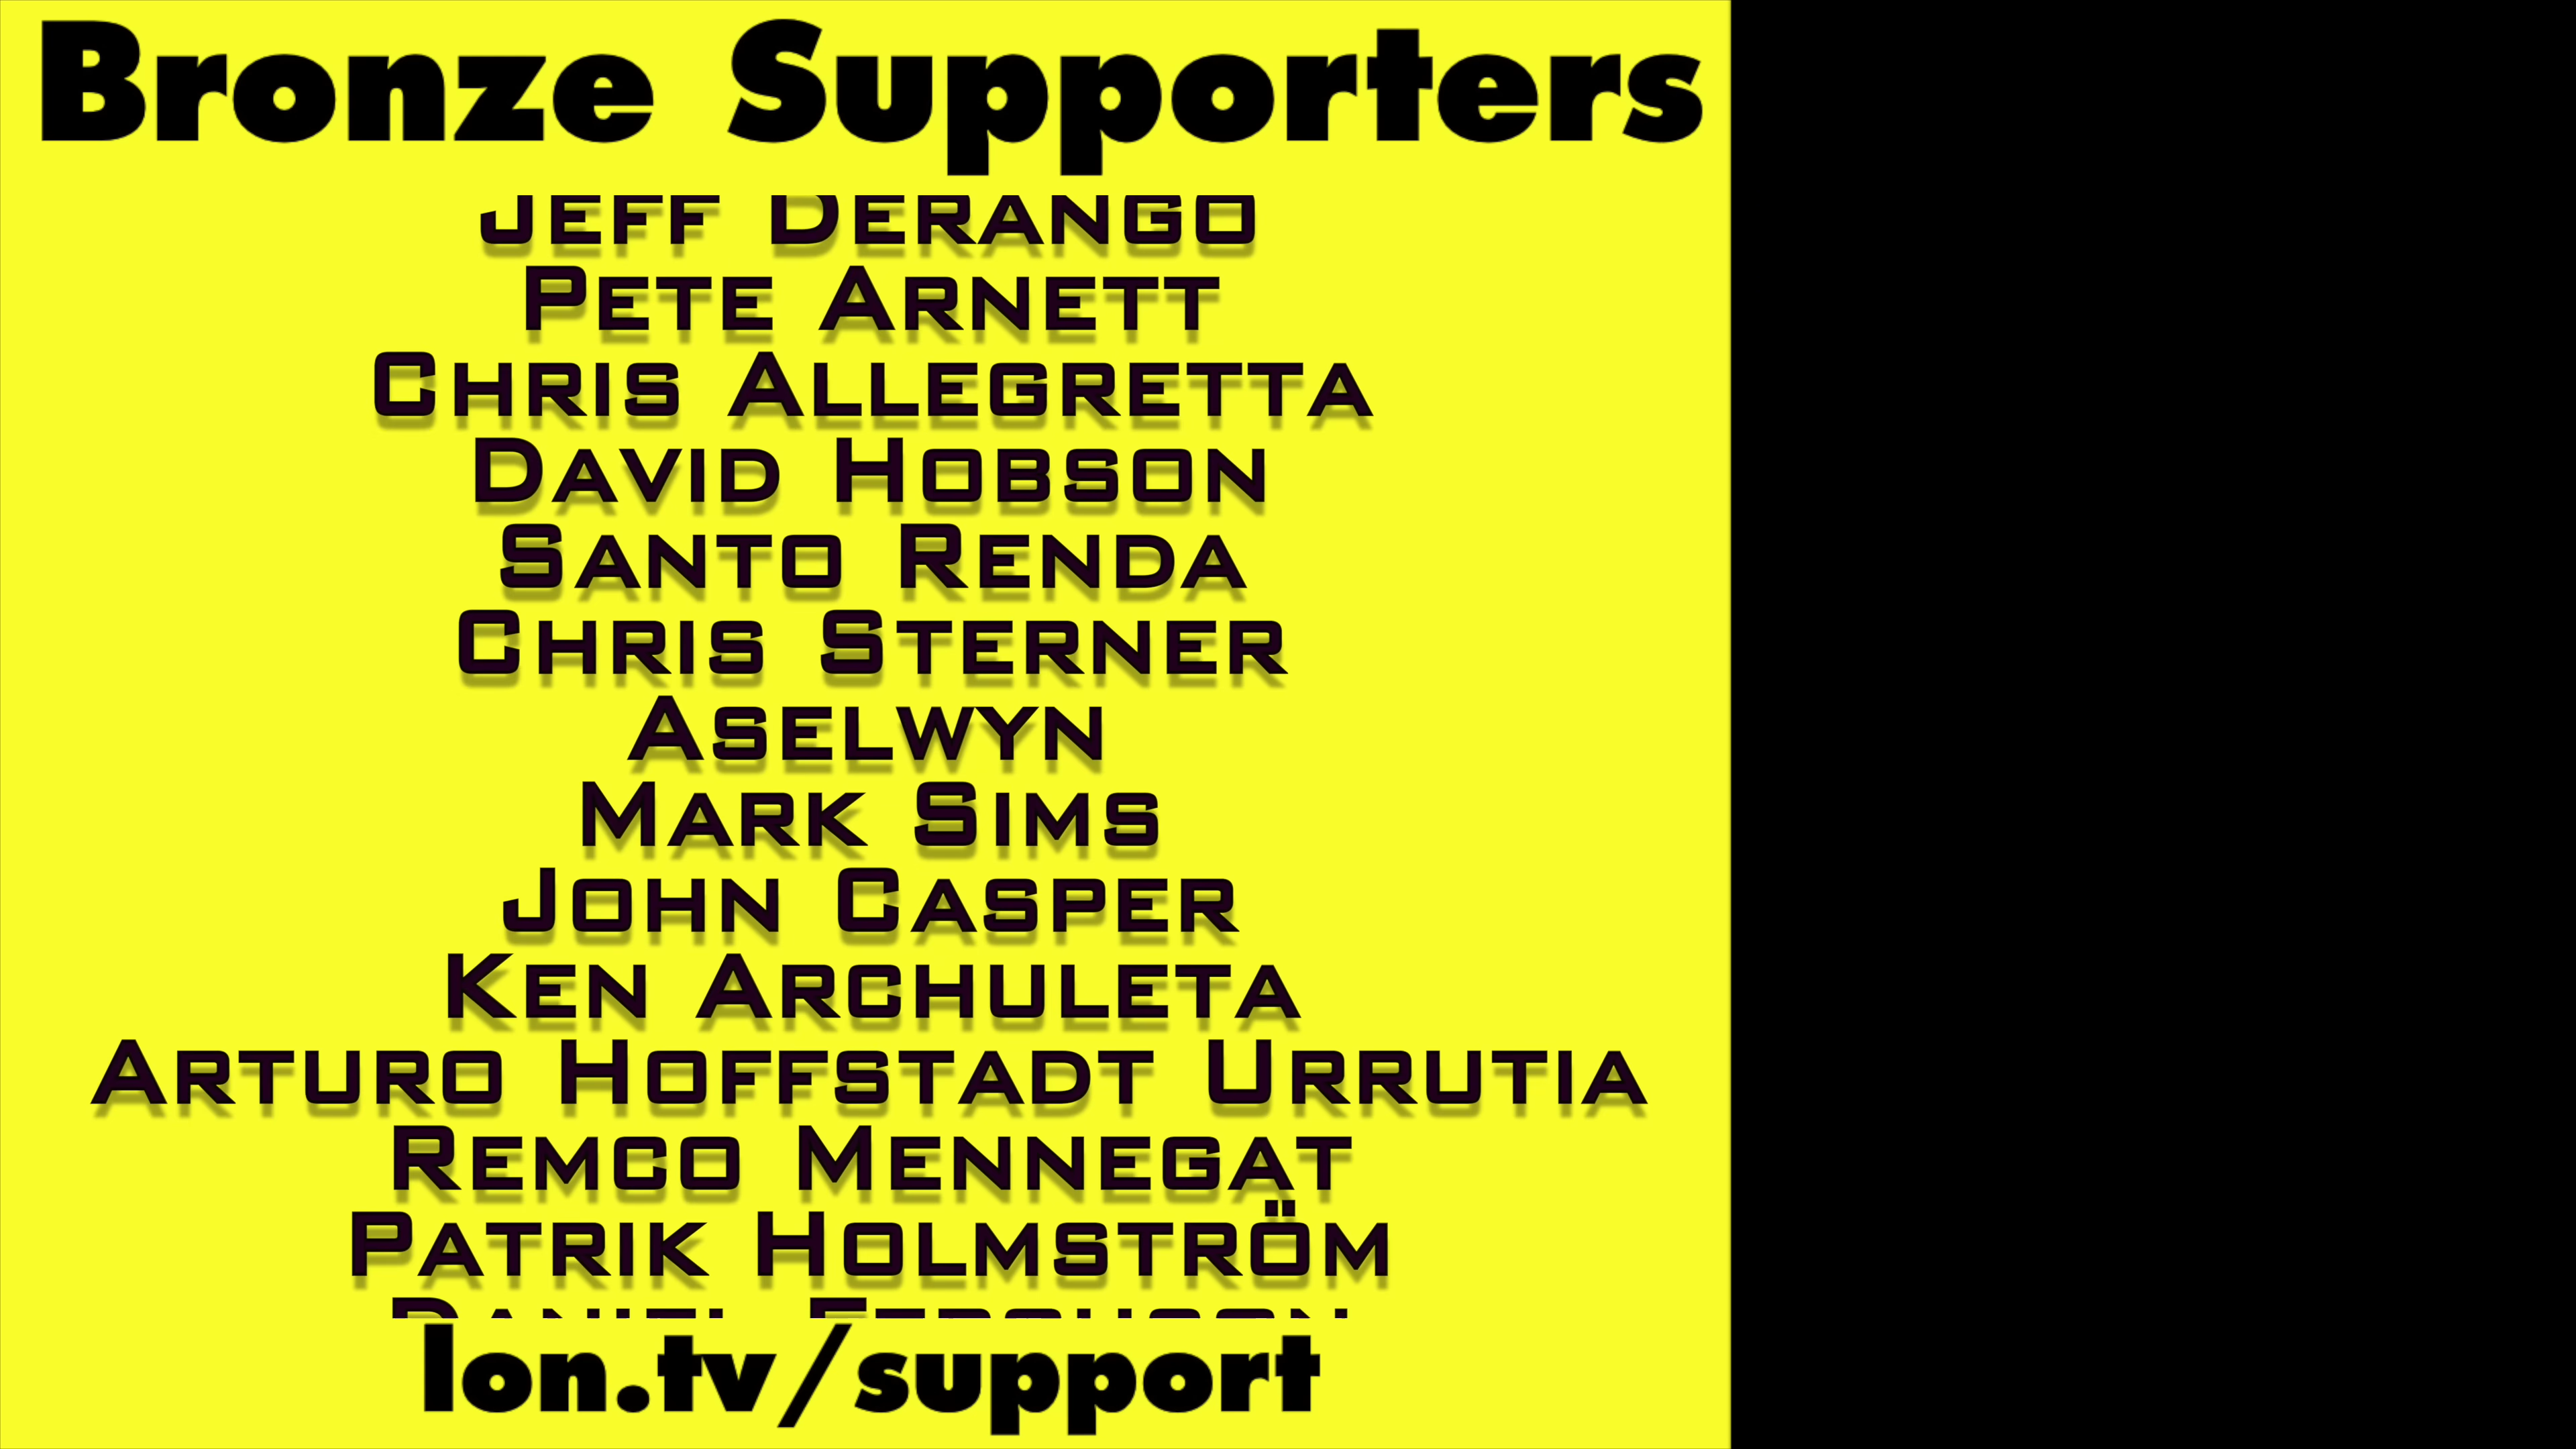 Bronze Supporters
Jeff Derango
Pete Arnett
Chris Allegretta
David Hobson
Santo Renda
Chris Sterner
Aselwyn
Mark Sims
John Casper
Ken Archuleta
Arturo Hoffstadt Urrutia
Remco Mennegat
Patrik Holmström
lon.tv/support